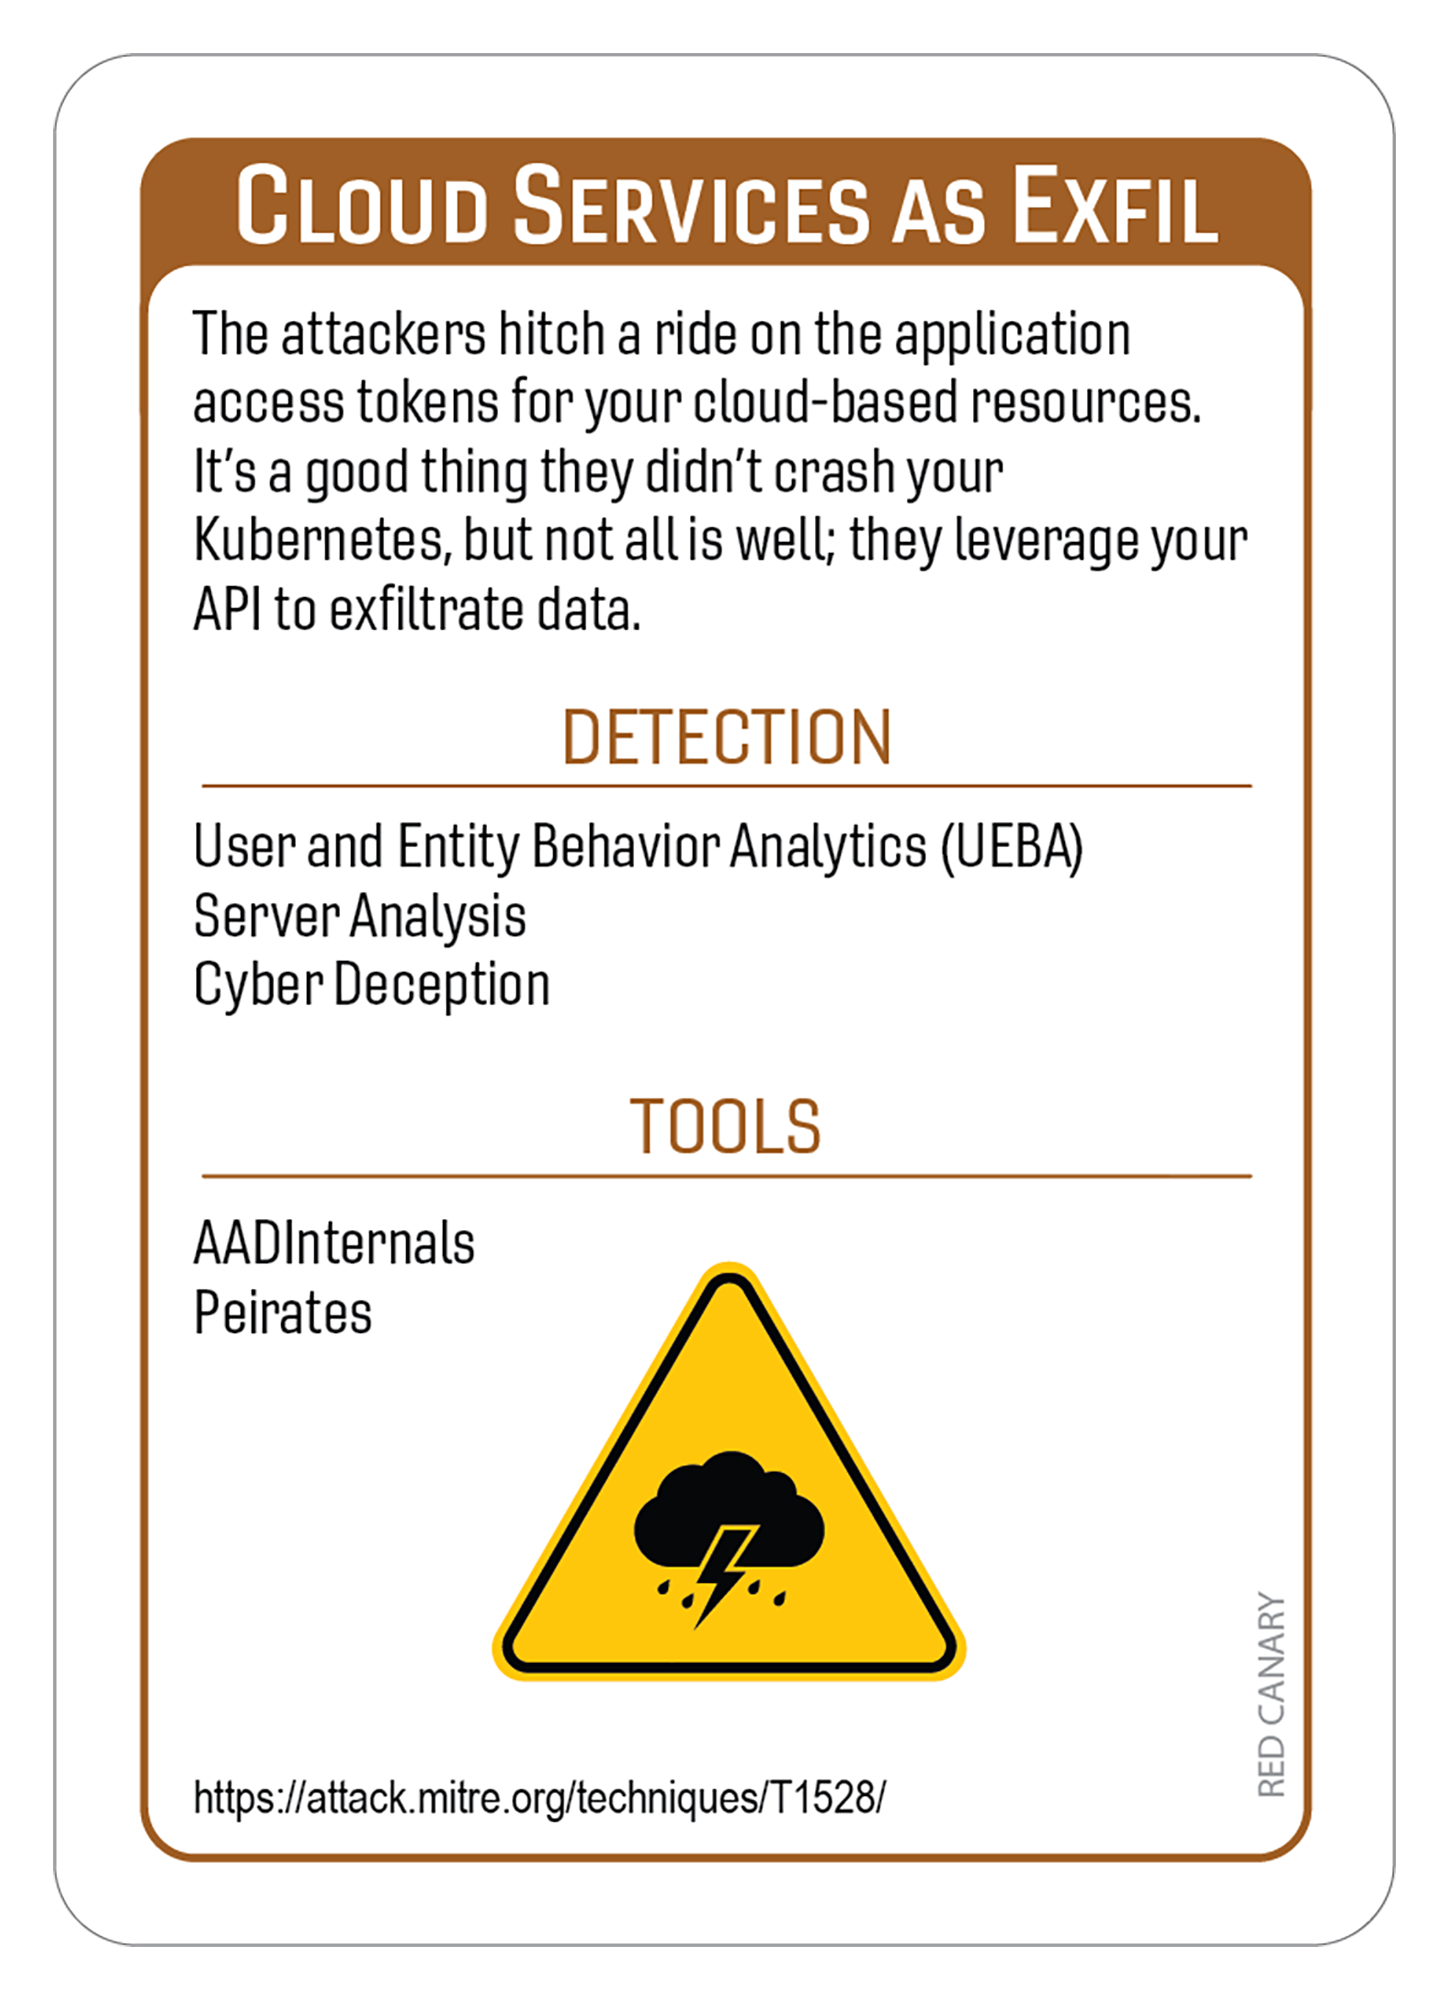 Cloud Services as Exfil
The attackers hitch a ride on the application
access tokens for your cloud-based resources.
It’s a good thing they didn’t crash your
Kubernetes, but not all is well; they leverage your
API to exfiltrate data.
DETECTION
User and Entity Behavior Analytics (UEBA)
Server Analysis
Cyber Deception
TOOLS
AADInternals
Peirates
RED CANARY
https://attack.mitre.org/techniques/T1528/